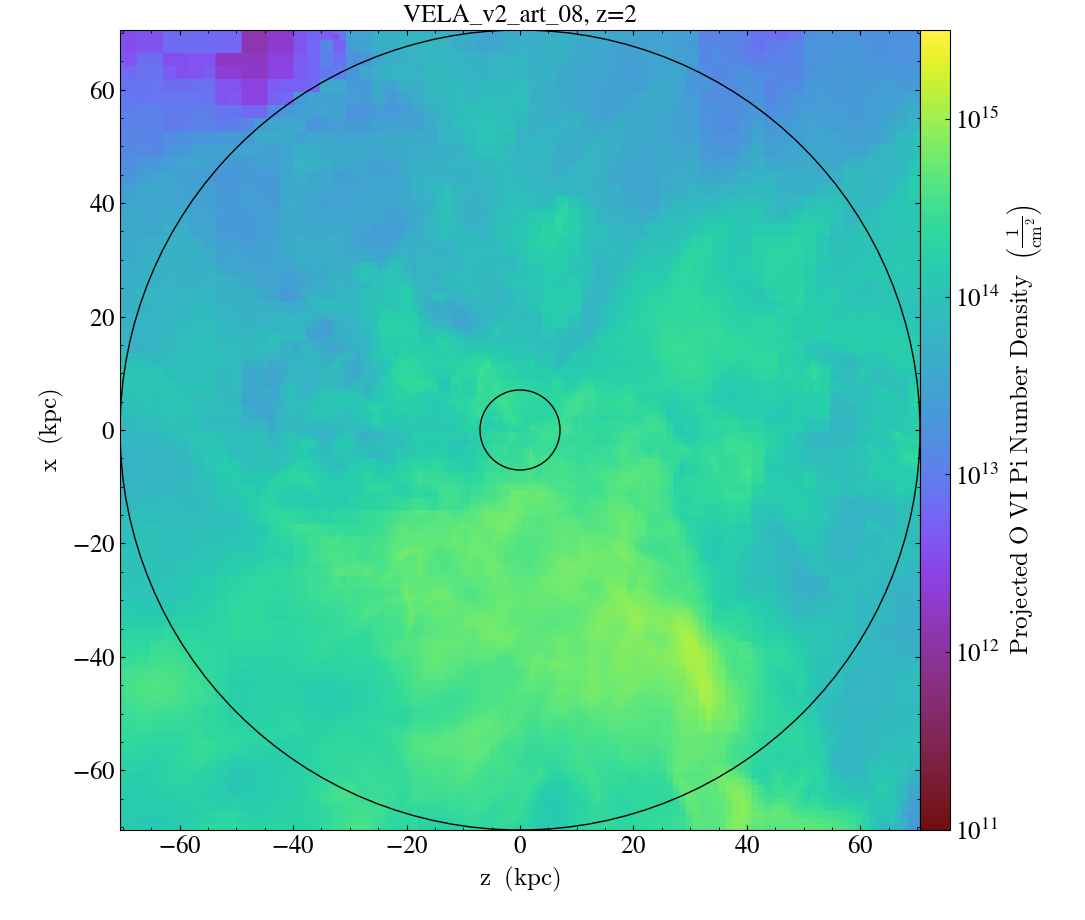 VELA_v2_art_08, z=2
60
40
20
0
−20
−40
−60
x (kpc)
−60 −40 −20 0 20 40 60
z (kpc)
10^15
10^14
10^13
10^12
10^11
Projected O VI Pi Number Density (1/cm^2)